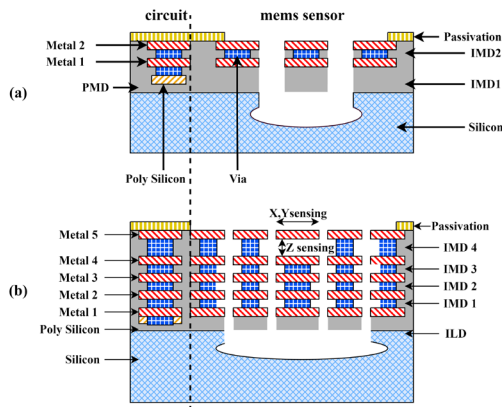 circuit mems sensor
Metal 2
Metal 1
(a)
PMD
Passivation
IMD2
IMD1
Silicon
Poly Silicon Via
X,Ysensing
Z sensing
Metal 5
Metal 4
Metal 3
Metal 2
Metal 1
(b)
Poly Silicon
Silicon
Passivation
IMD 4
IMD 3
IMD 2
IMD 1
ILD